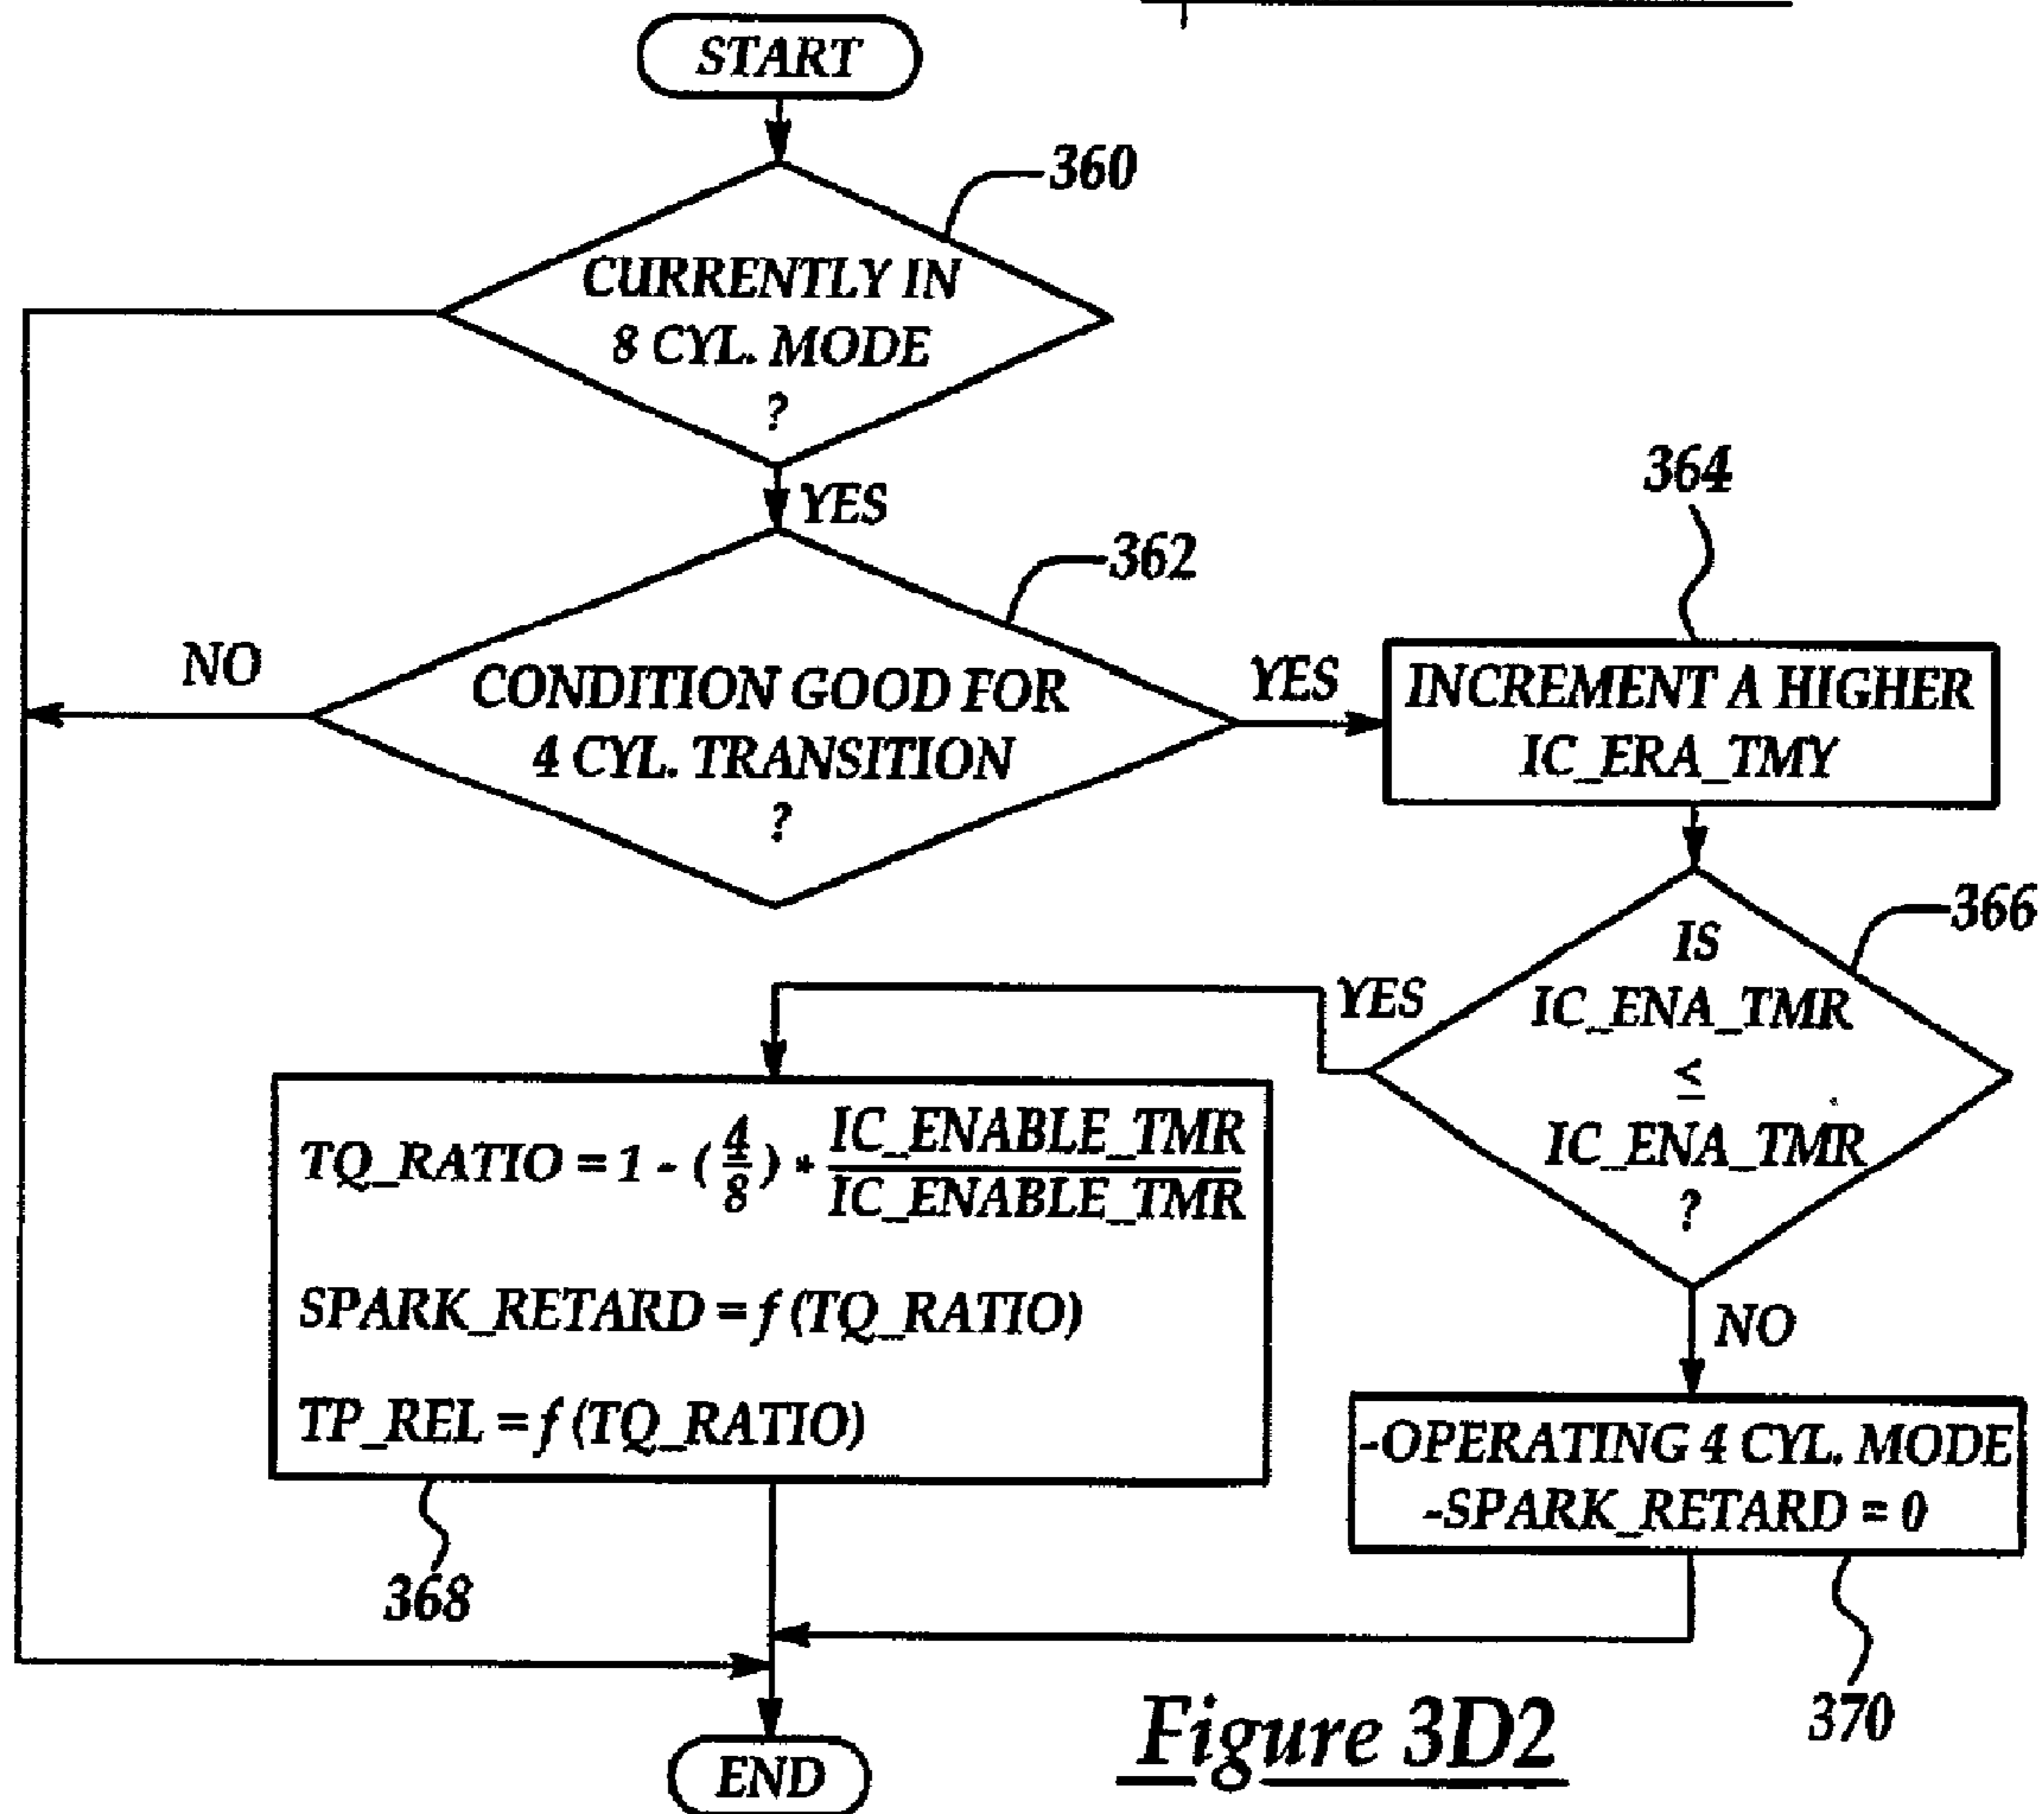 START
360
CURRENTLY IN
8 CYL. MODE
?
YES
362
364
NO
CONDITION GOOD FOR
4 CYL. TRANSITION
?
YES
INCREMENT A HIGHER
IC_ERA_TMY
366
IS
IC_ENA_TMR
≤
IC_ENA_TMR
?
YES
TQ_RATIO = 1 - (4/8) * IC_ENABLE_TMR / IC_ENABLE_TMR
SPARK_RETARD = f (TQ_RATIO)
TP_REL = f (TQ_RATIO)
NO
-OPERATING 4 CYL. MODE
-SPARK_RETARD = 0
368
370
END
Figure 3D2